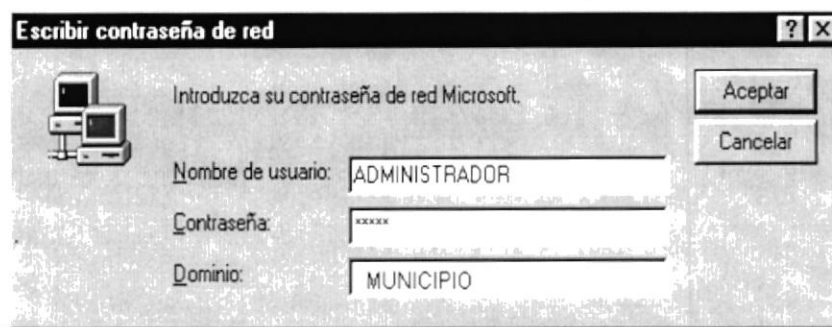 Escribir contraseña de red
Introduzca su contraseña de red Microsoft.
Aceptar
Cancelar
Nombre de usuario: ADMINISTRADOR
Contraseña: xxxxx
Dominio: MUNICIPIO